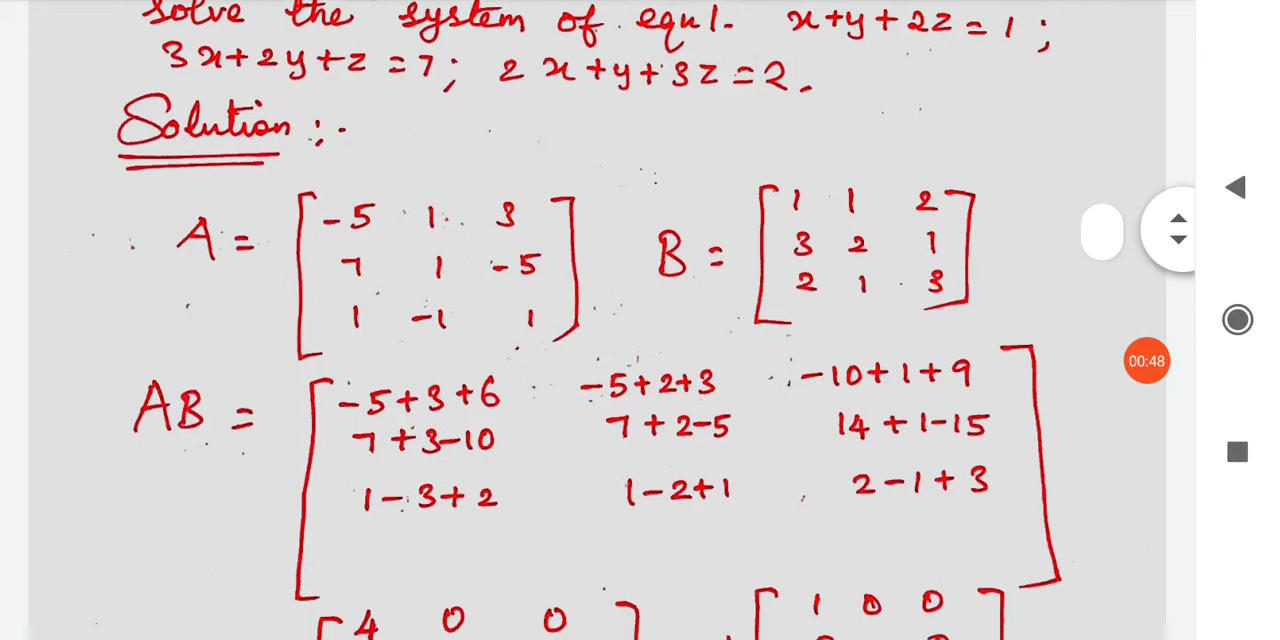 solve the system of equl. x+y+2z=1;
3x+2y+z=7; 2x+y+3z=2.
Solution :-
A = [ -5 1 3
7 1 -5
1 -1 1 ]
B = [ 1 1 2
3 2 1
2 1 3 ]
AB = [ -5+3+6 -5+2+3 -10+1+9
7+3-10 7+2-5 14+1-15
1-3+2 1-2+1 2-1+3 ]
[ 4 0 0 ] [ 1 0 0 ]
00:48